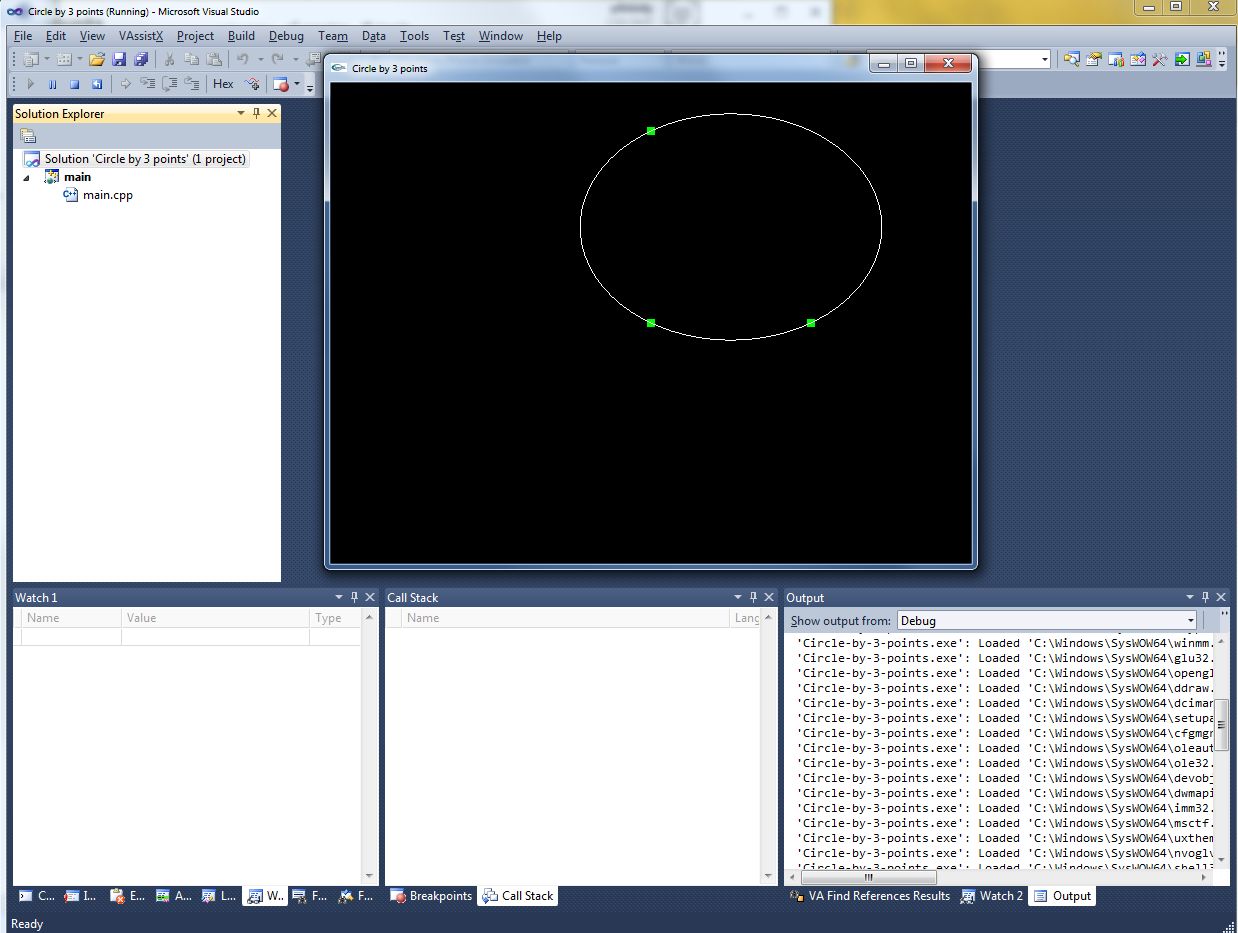 Circle by 3 points (Running) - Microsoft Visual Studio
File Edit View VAssistX Project Build Debug Team Data Tools Test Window Help
Hex
Circle by 3 points
Solution Explorer
Solution 'Circle by 3 points' (1 project)
main
main.cpp
Watch 1
Name Value Type
Call Stack
Name Lang
Output
Show output from: Debug
'Circle-by-3-points.exe': Loaded 'C:\Windows\SysWOW64\winmm.
'Circle-by-3-points.exe': Loaded 'C:\Windows\SysWOW64\glu32.
'Circle-by-3-points.exe': Loaded 'C:\Windows\SysWOW64\opengl
'Circle-by-3-points.exe': Loaded 'C:\Windows\SysWOW64\ddraw.
'Circle-by-3-points.exe': Loaded 'C:\Windows\SysWOW64\dciman
'Circle-by-3-points.exe': Loaded 'C:\Windows\SysWOW64\setupa
'Circle-by-3-points.exe': Loaded 'C:\Windows\SysWOW64\cfgmgr
'Circle-by-3-points.exe': Loaded 'C:\Windows\SysWOW64\oleaut
'Circle-by-3-points.exe': Loaded 'C:\Windows\SysWOW64\ole32.
'Circle-by-3-points.exe': Loaded 'C:\Windows\SysWOW64\devobj
'Circle-by-3-points.exe': Loaded 'C:\Windows\SysWOW64\dwmapi
'Circle-by-3-points.exe': Loaded 'C:\Windows\SysWOW64\imm32.
'Circle-by-3-points.exe': Loaded 'C:\Windows\SysWOW64\msctf.
'Circle-by-3-points.exe': Loaded 'C:\Windows\SysWOW64\uxthem
'Circle-by-3-points.exe': Loaded 'C:\Windows\SysWOW64\nvoglv
'Circle-by-3-points.exe': Loaded 'C:\Windows\SysWOW64\shell3
C... I... E... A... L... W.. F... F... Breakpoints Call Stack VA Find References Results Watch 2 Output
Ready